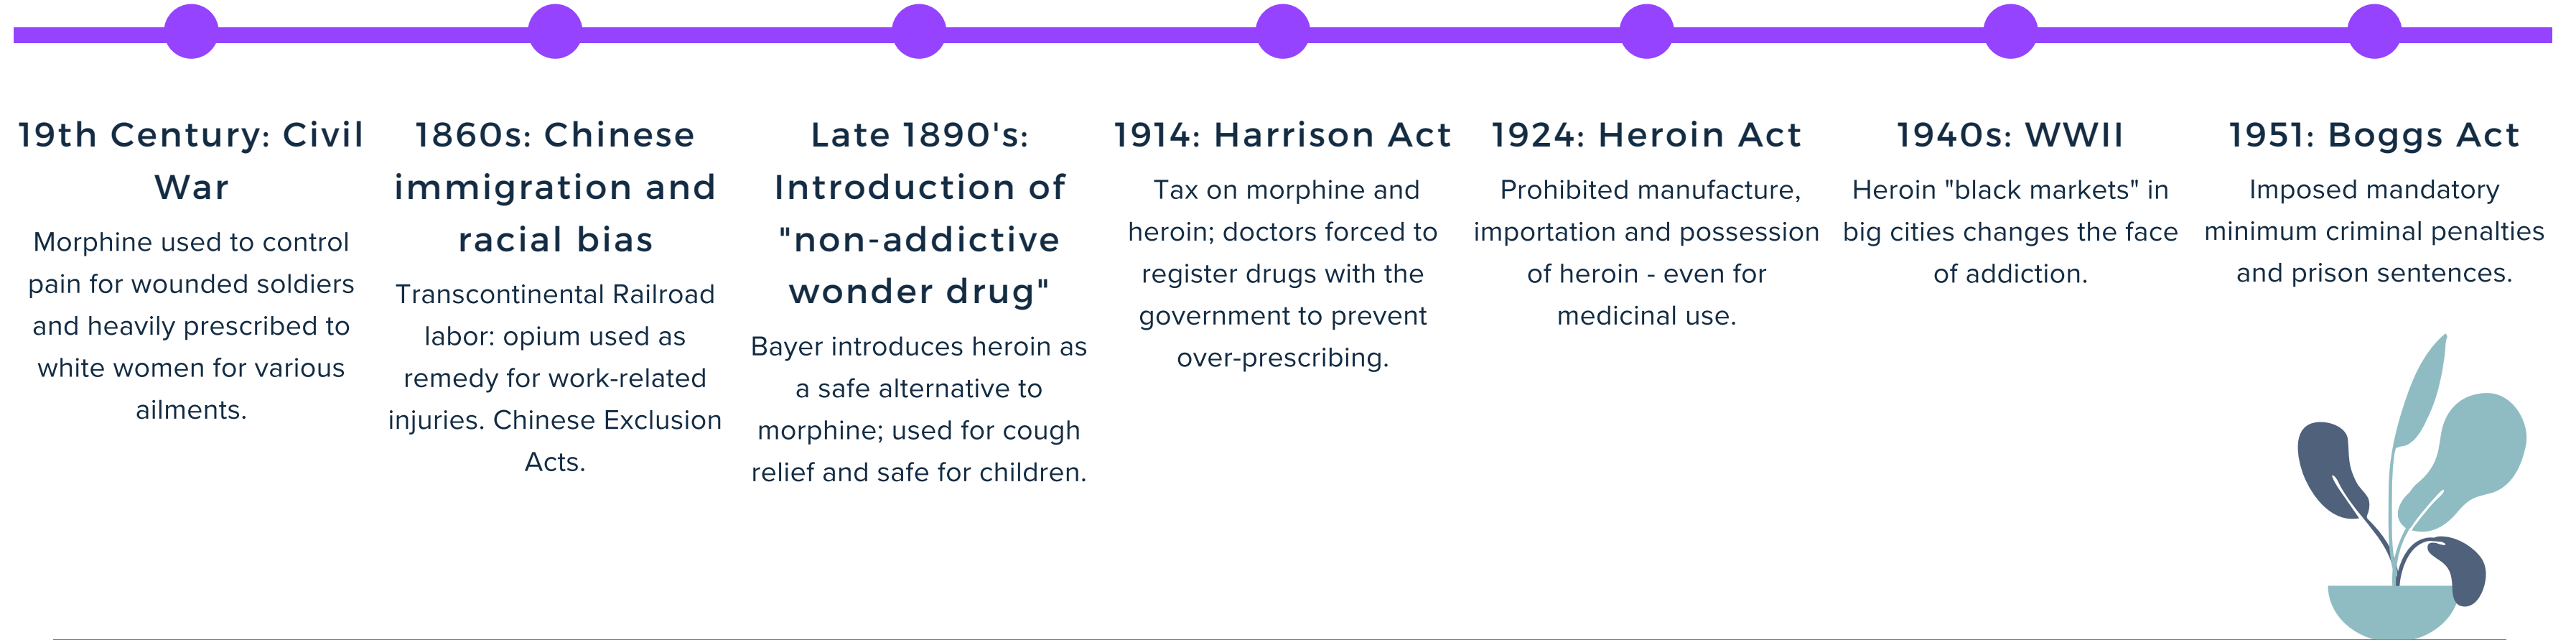 19th Century: Civil
War
Morphine used to control
pain for wounded soldiers
and heavily prescribed to
white women for various
ailments.
1860s: Chinese
immigration and
racial bias
Transcontinental Railroad
labor: opium used as
remedy for work-related
injuries. Chinese Exclusion
Acts.
Late 1890's:
Introduction of
"non-addictive
wonder drug"
Bayer introduces heroin as
a safe alternative to
morphine; used for cough
relief and safe for children.
1914: Harrison Act
Tax on morphine and
heroin; doctors forced to
register drugs with the
government to prevent
over-prescribing.
1924: Heroin Act
Prohibited manufacture,
importation and possession
of heroin - even for
medicinal use.
1940s: WWII
Heroin "black markets" in
big cities changes the face
of addiction.
1951: Boggs Act
Imposed mandatory
minimum criminal penalties
and prison sentences.